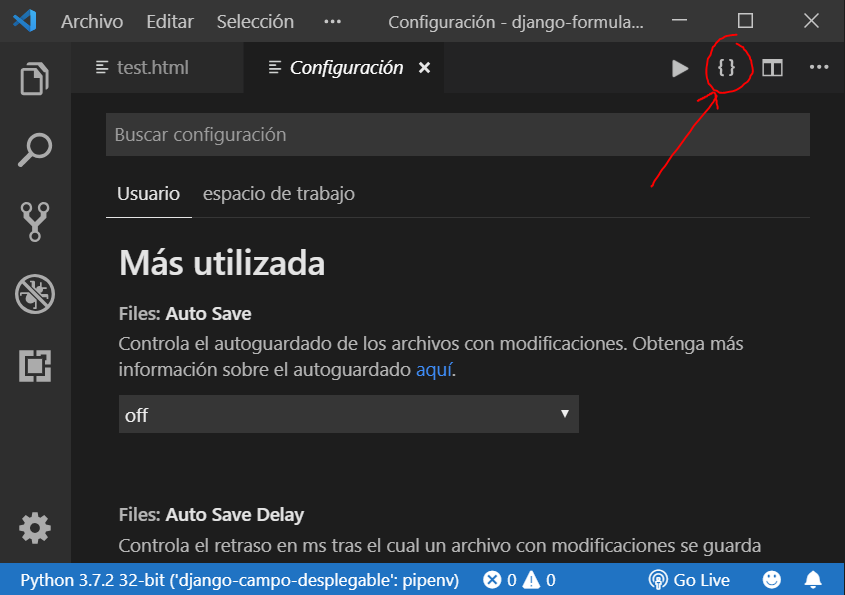 Archivo Editar Selección ··· Configuración - django-formula...
test.html Configuración × { } ···
Buscar configuración
Usuario espacio de trabajo
Más utilizada
Files: Auto Save
Controla el autoguardado de los archivos con modificaciones. Obtenga más
información sobre el autoguardado aquí.
off
Files: Auto Save Delay
Controla el retraso en ms tras el cual un archivo con modificaciones se guarda
Python 3.7.2 32-bit ('django-campo-desplegable': pipenv) 0 0 Go Live